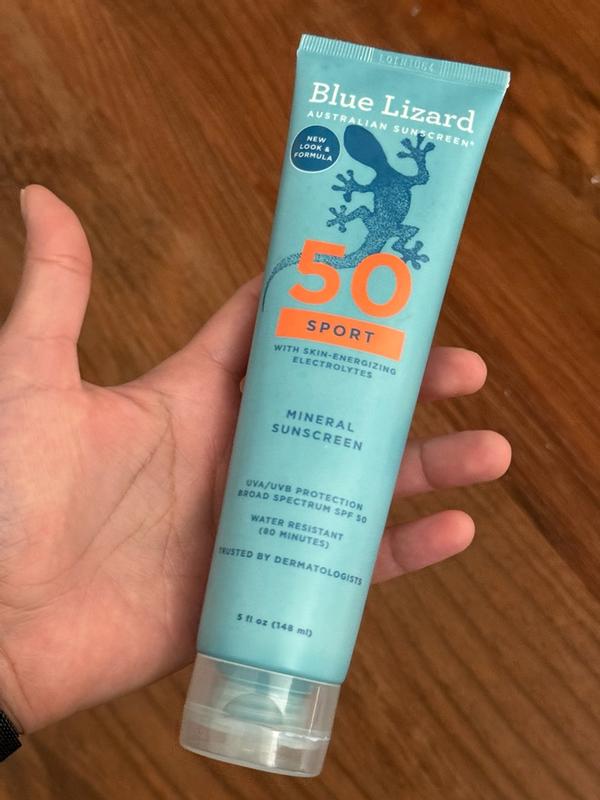 Blue Lizard
AUSTRALIAN SUNSCREEN®
NEW
LOOK &
FORMULA
50
SPORT
WITH SKIN-ENERGIZING
ELECTROLYTES
MINERAL
SUNSCREEN
UVA/UVB PROTECTION
BROAD SPECTRUM SPF 50
WATER RESISTANT
(80 MINUTES)
TRUSTED BY DERMATOLOGISTS
5 fl oz (148 ml)